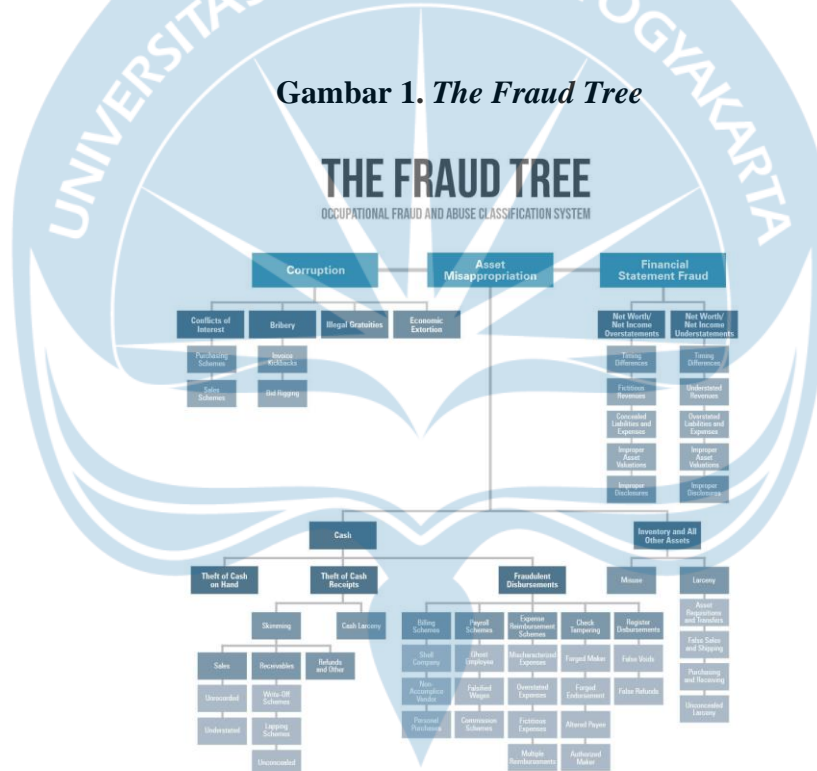 UNIVERSITAS
YOGYAKARTA
Gambar 1. The Fraud Tree
THE FRAUD TREE
OCCUPATIONAL FRAUD AND ABUSE CLASSIFICATION SYSTEM
Corruption
Asset
Misappropriation
Financial
Statement Fraud
Conflicts of
Interest
Bribery
Illegal Gratuities
Economic
Extortion
Purchasing
Schemes
Invoice
Kickbacks
Sales
Schemes
Bid Rigging
Net Worth/
Net Income
Overstatements
Net Worth/
Net Income
Understatements
Timing
Differences
Timing
Differences
Fictitious
Revenues
Understated
Revenues
Concealed
Liabilities and
Expenses
Overstated
Liabilities and
Expenses
Improper
Asset
Valuations
Improper
Asset
Valuations
Improper
Disclosures
Improper
Disclosures
Cash
Inventory and All
Other Assets
Theft of Cash
on Hand
Theft of Cash
Receipts
Fraudulent
Disbursements
Misuse
Larceny
Skimming
Cash Larceny
Sales
Receivables
Refunds
and Other
Unrecorded
Write-Off
Schemes
Understated
Lapping
Schemes
Unconcealed
Billing
Schemes
Payroll
Schemes
Expense
Reimbursement
Schemes
Check
Tampering
Register
Disbursements
Shell
Company
Ghost
Employee
Mischaracterized
Expenses
Forged Maker
False Voids
Non-
Accomplice
Vendor
Falsified
Wages
Overstated
Expenses
Forged
Endorsement
False Refunds
Personal
Purchases
Commission
Schemes
Fictitious
Expenses
Altered Payee
Multiple
Reimbursements
Authorized
Maker
Asset
Requisitions
and Transfers
False Sales
and Shipping
Purchasing
and Receiving
Unconcealed
Larceny